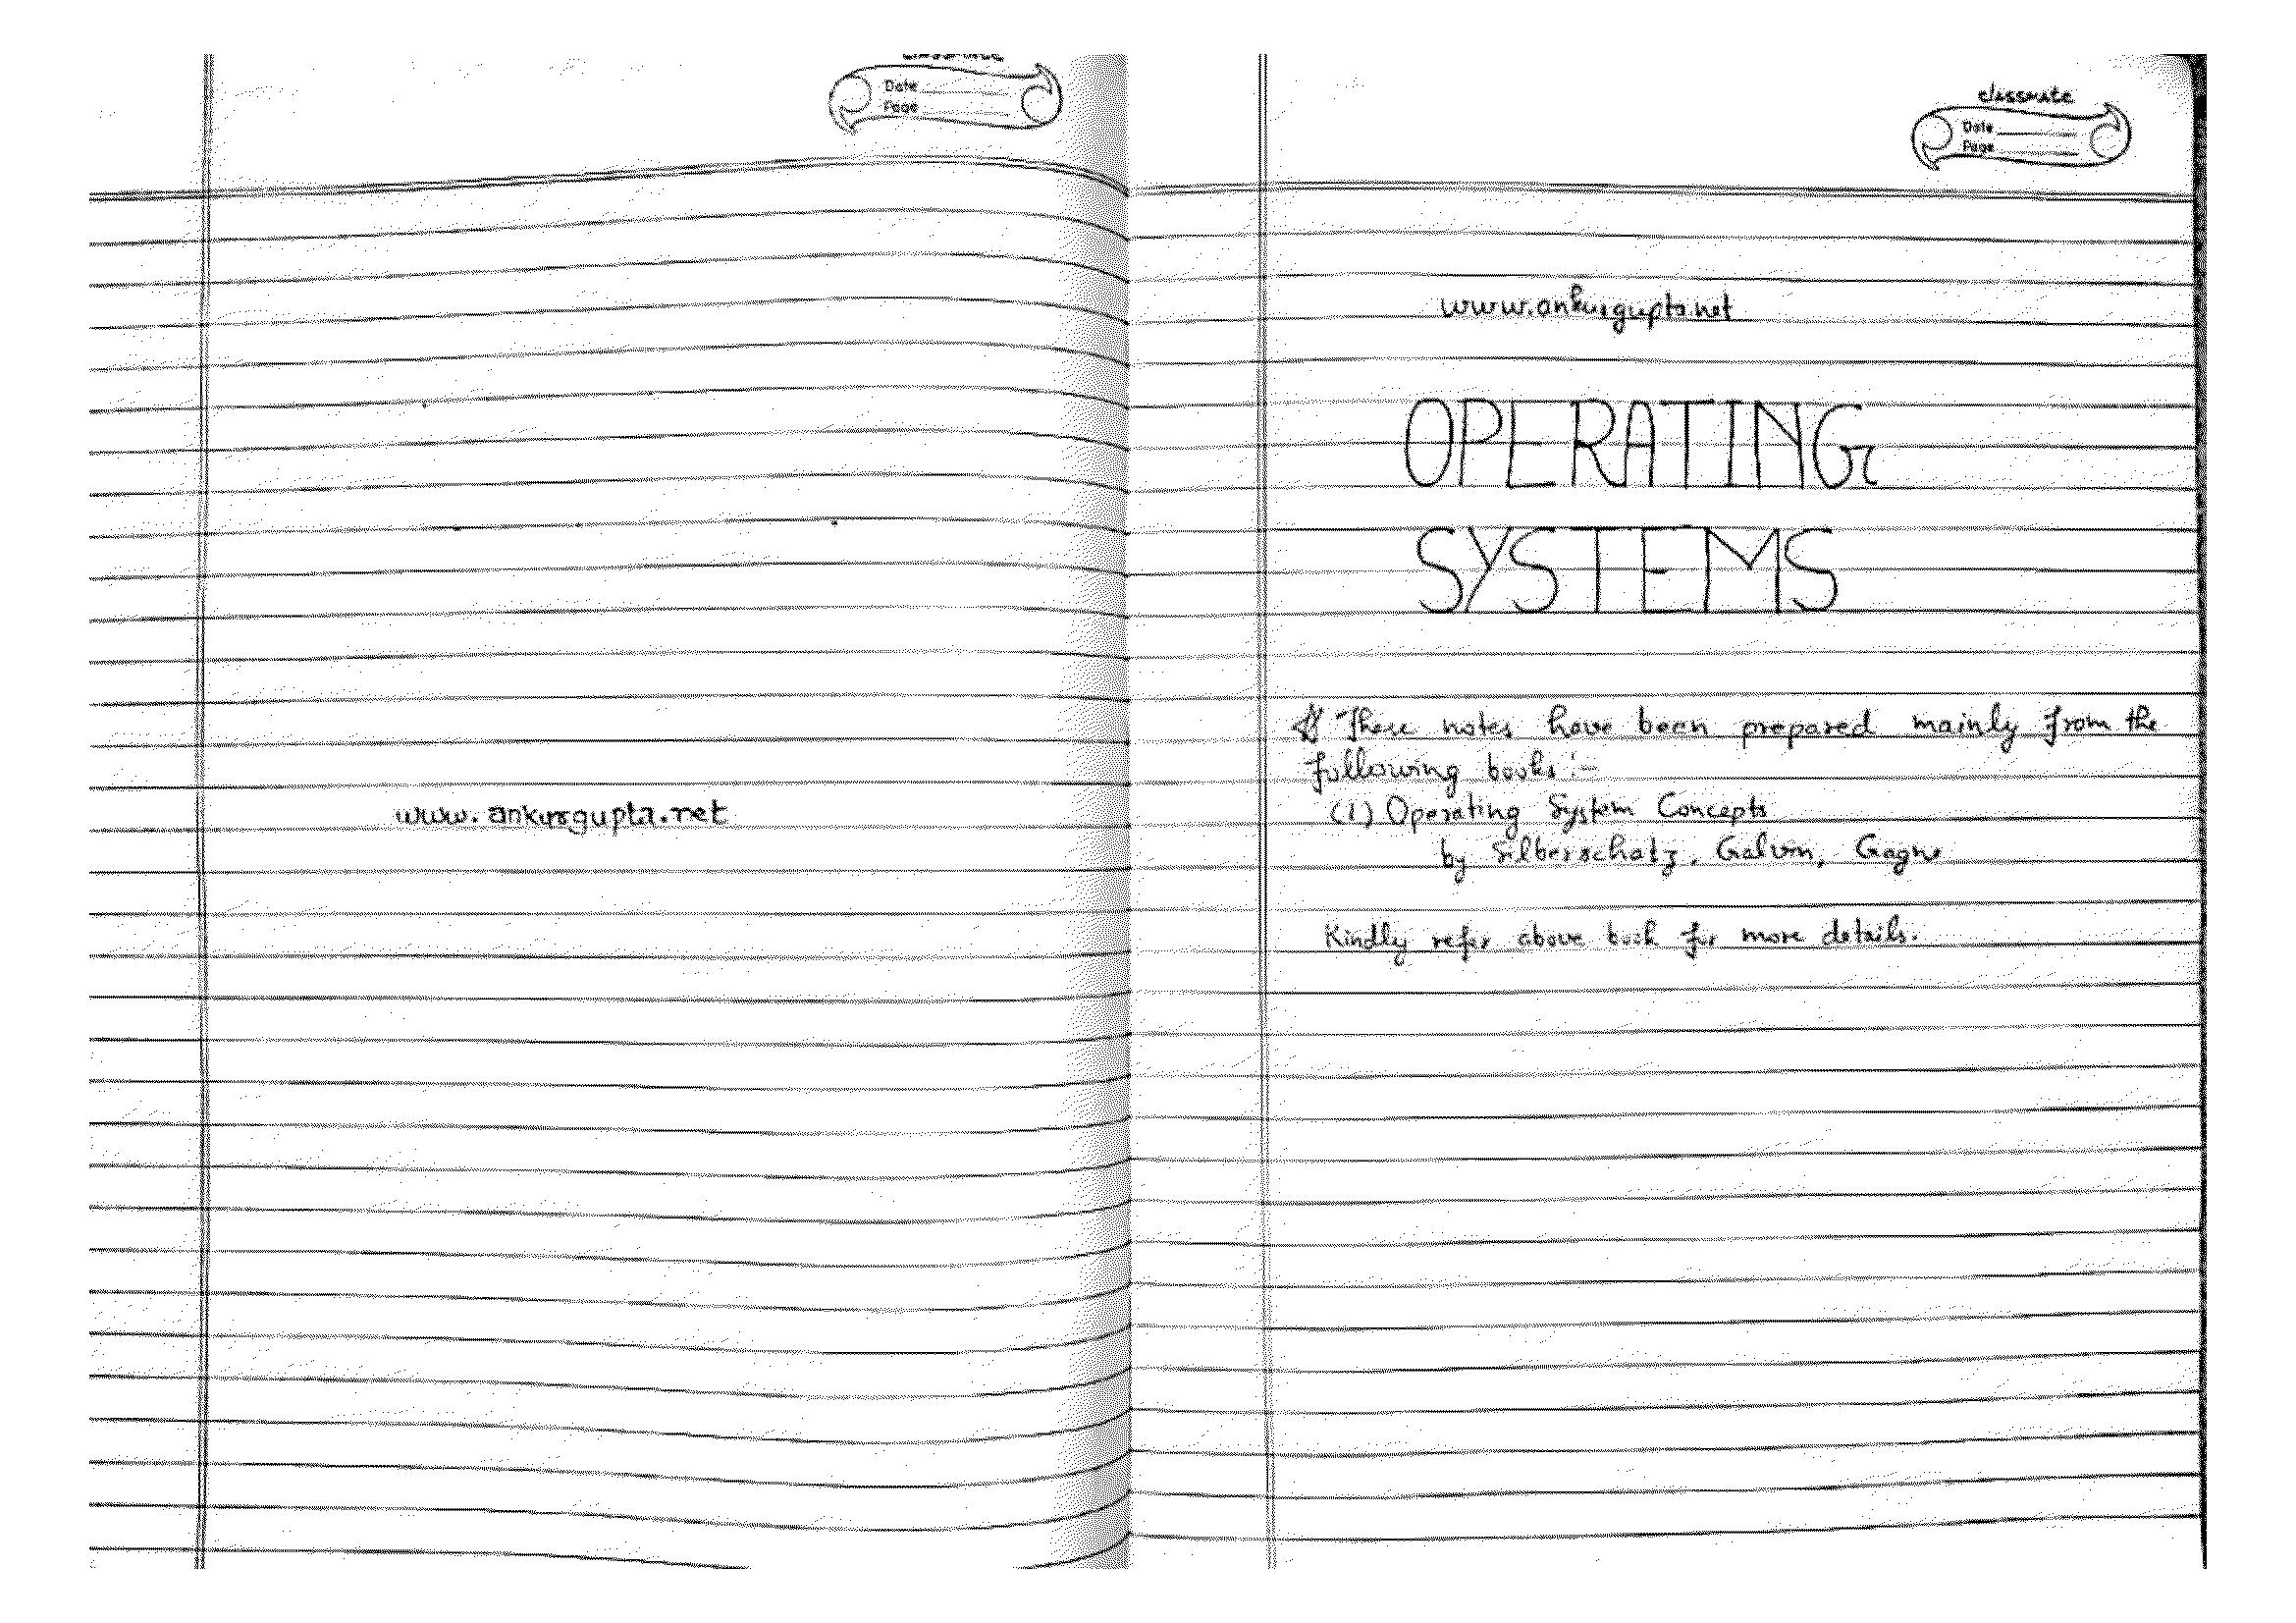 classmate
Date
Page
www.ankurgupta.net
classmate
Date
Page
www.ankurgupta.net
OPERATING
SYSTEMS
# These notes have been prepared mainly from the
following books :-
(1) Operating System Concepts
by Silberschatz, Galvin, Gagne
Kindly refer above book for more details.